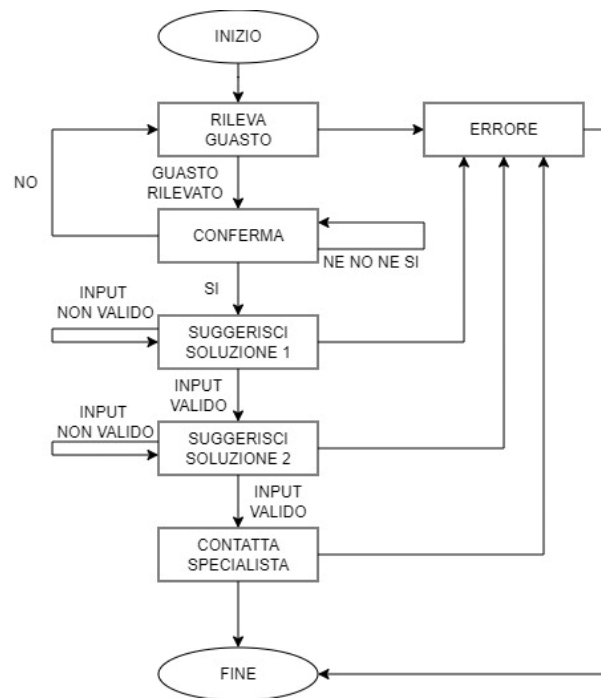 INIZIO
RILEVA
GUASTO
ERRORE
NO
GUASTO
RILEVATO
CONFERMA
NE NO NE SI
SI
INPUT
NON VALIDO
SUGGERISCI
SOLUZIONE 1
INPUT
VALIDO
INPUT
NON VALIDO
SUGGERISCI
SOLUZIONE 2
INPUT
VALIDO
CONTATTA
SPECIALISTA
FINE